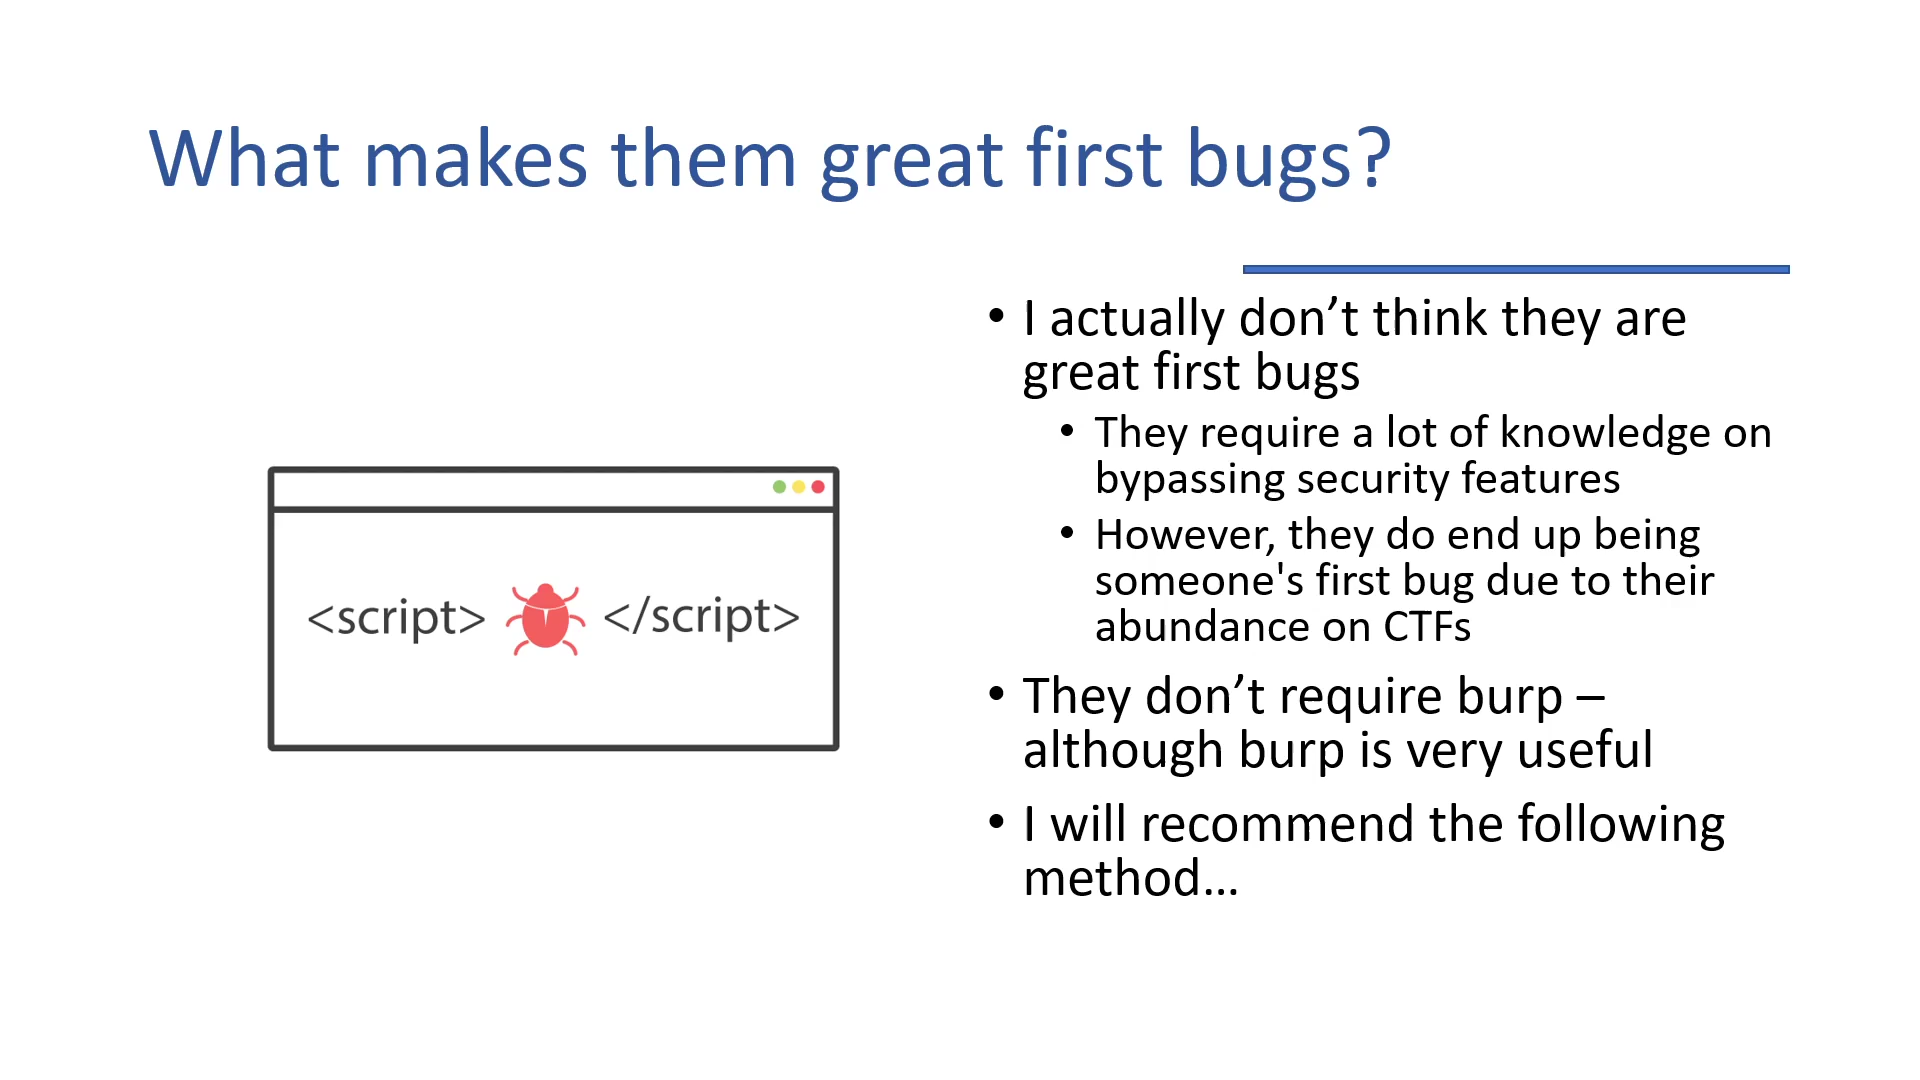 What makes them great first bugs?
<script> </script>
• I actually don’t think they are
great first bugs
• They require a lot of knowledge on
bypassing security features
• However, they do end up being
someone's first bug due to their
abundance on CTFs
• They don’t require burp –
although burp is very useful
• I will recommend the following
method…